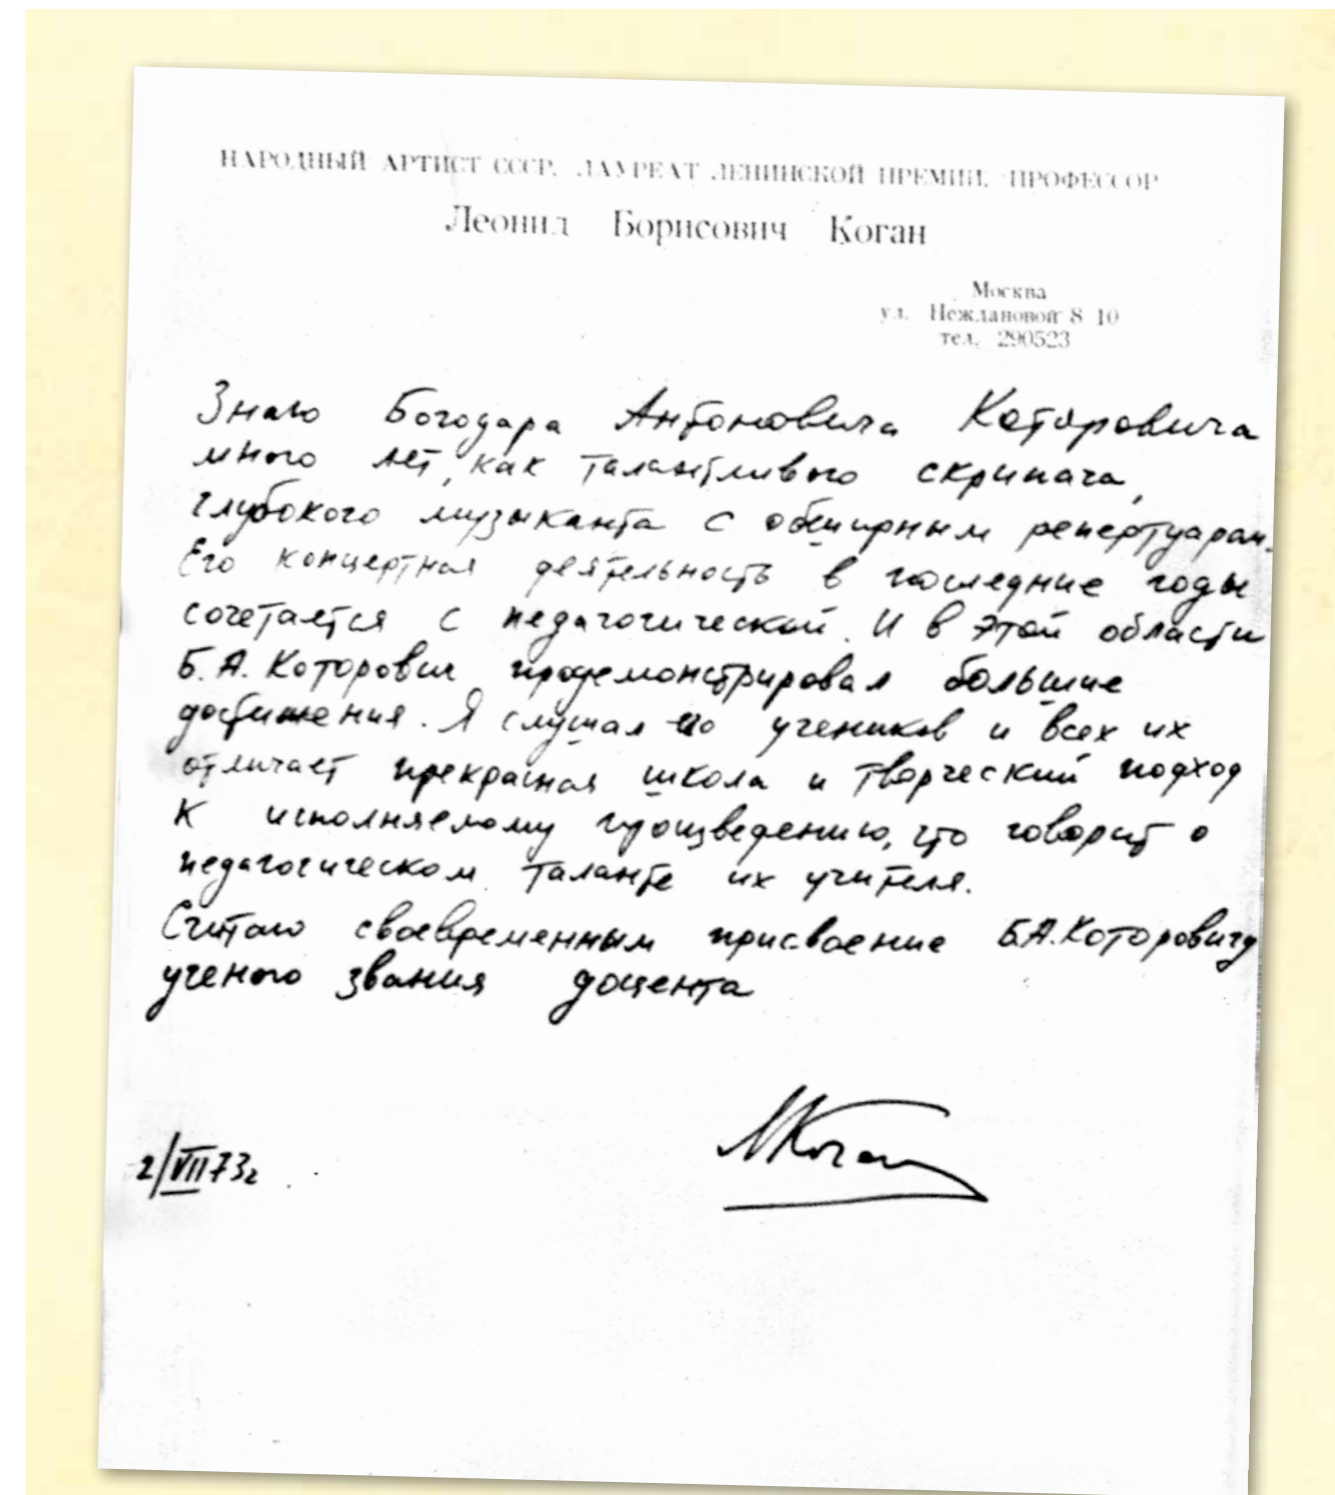 НАРОДНЫЙ АРТИСТ СССР, ЛАУРЕАТ ЛЕНИНСКОЙ ПРЕМИИ, ПРОФЕССОР
Леонид Борисович Коган
Москва
ул. Неждановой 8-10
тел. 290523
Знаю Богодара Антоновича Которовича
много лет, как талантливого скрипача,
глубокого музыканта с обширным репертуаром.
Его концертная деятельность в последние годы
сочетается с педагогической. И в этой области
Б.А. Которович продемонстрировал большие
достижения. Я слушал его учеников и всех их
отличает прекрасная школа и творческий подход
к исполняемому произведению, что говорит о
педагогическом таланте их учителя.
Считаю своевременным присвоение Б.А. Которовичу
ученого звания доцента
2/VII 73г
ЛКоган